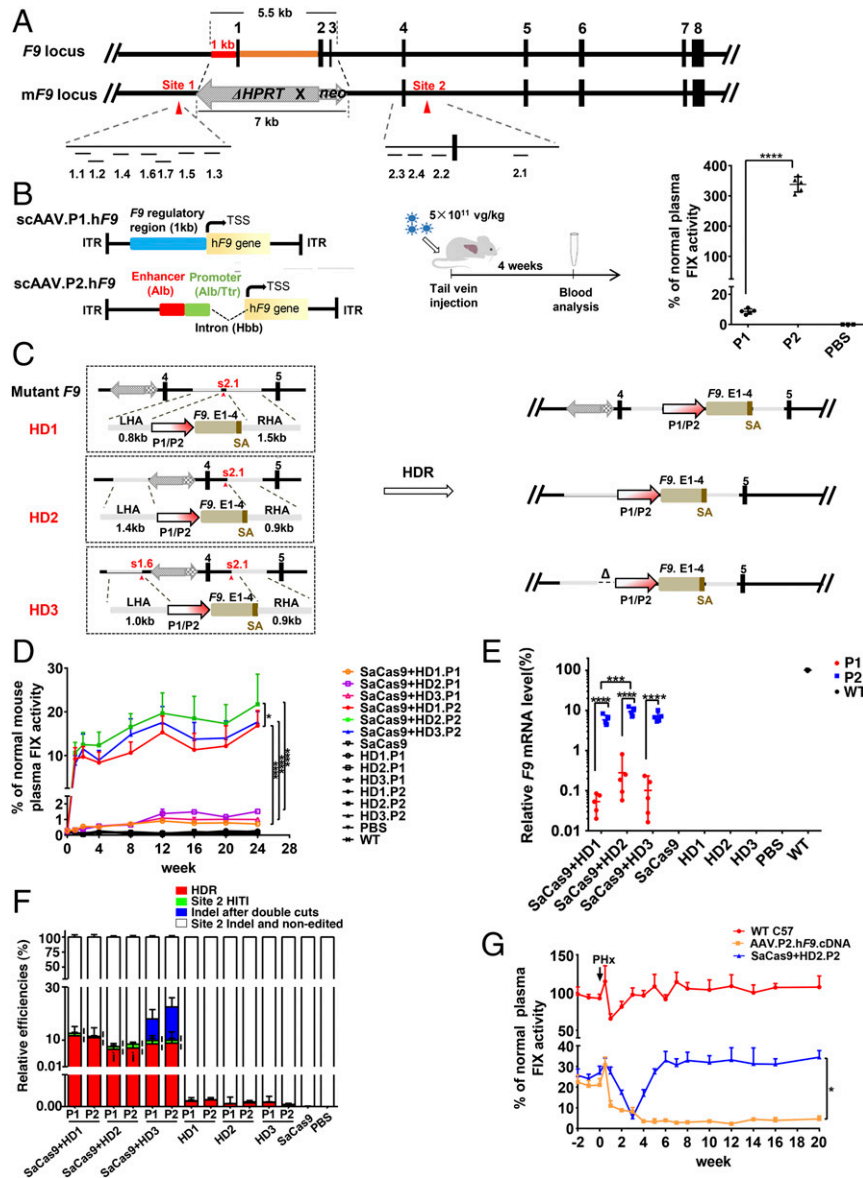 A
5.5 kb
1 kb
1
2 3
4
5
6
7 8
F9 locus
mF9 locus
Site 1
ΔHPRT X neo
Site 2
7 kb
1.1 1.2 1.4 1.6 1.7 1.5 1.3
2.3 2.4 2.2 2.1
B
scAAV.P1.hF9
F9 regulatory
region (1kb)
TSS
ITR
hF9 gene
ITR
scAAV.P2.hF9
Enhancer
(Alb)
Promoter
(Alb/Ttr)
TSS
ITR
hF9 gene
ITR
Intron (Hbb)
5×10¹¹ vg/kg
4 weeks
Tail vein
injection
Blood
analysis
% of normal plasma
FIX activity
400
300
200
100
20
0
****
P1 P2 PBS
C
Mutant F9
4
s2.1
5
HD1
LHA
0.8kb
P1/P2
F9. E1-4
SA
RHA
1.5kb
4
s2.1
5
HD2
LHA
1.4kb
P1/P2
F9. E1-4
SA
RHA
0.9kb
s1.6
4
s2.1
5
HD3
LHA
1.0kb
P1/P2
F9. E1-4
SA
RHA
0.9kb
HDR
4
F9. E1-4
5
P1/P2
SA
F9. E1-4
5
P1/P2
SA
Δ
F9. E1-4
5
P1/P2
SA
D
% of normal mouse
plasma FIX activity
30
20
10
2
1
0
0 4 8 12 16 20 24 28
week
*
****
****
****
SaCas9+HD1.P1
SaCas9+HD2.P1
SaCas9+HD3.P1
SaCas9+HD1.P2
SaCas9+HD2.P2
SaCas9+HD3.P2
SaCas9
HD1.P1
HD2.P1
HD3.P1
HD1.P2
HD2.P2
HD3.P2
PBS
WT
E
Relative F9 mRNA level(%)
100
10
1
0.1
0.01
***
**** **** ****
P1
P2
WT
SaCas9+HD1
SaCas9+HD2
SaCas9+HD3
SaCas9
HD1
HD2
HD3
PBS
WT
F
HDR
Site 2 HITI
Indel after double cuts
Site 2 Indel and non-edited
Relative efficiencies (%)
100
30
10
0.01
0.00
P1 P2 P1 P2 P1 P2 P1 P2 P1 P2 P1 P2
SaCas9+HD1
SaCas9+HD2
SaCas9+HD3
HD1
HD2
HD3
SaCas9
PBS
G
WT C57
AAV.P2.hF9.cDNA
SaCas9+HD2.P2
PHx
% of normal plasma
FIX activity
150
100
50
40
30
20
10
0
*
-2 0 2 4 6 8 10 12 14 16 18 20
week